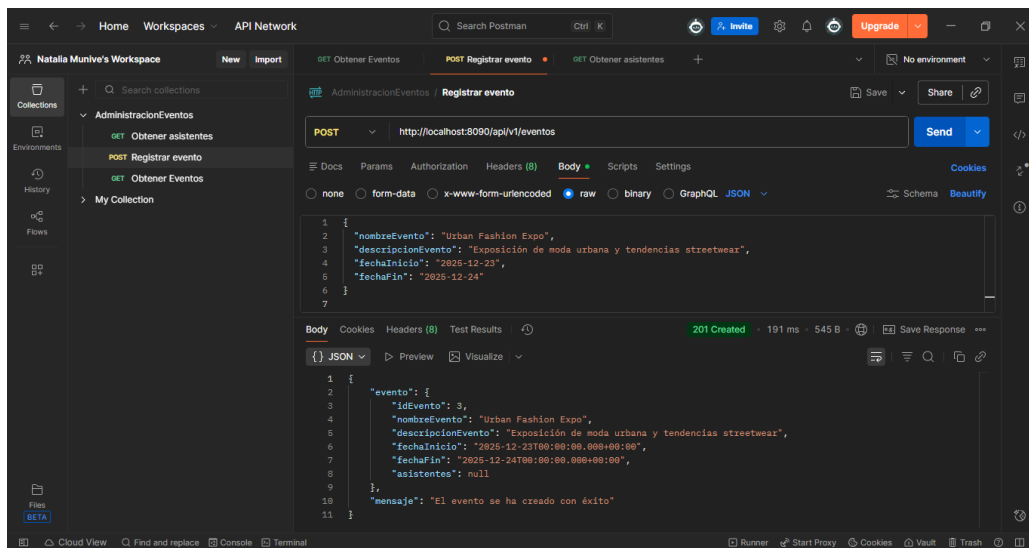 Home Workspaces API Network Search Postman Ctrl K Invite Upgrade
Natalia Munive's Workspace New Import GET Obtener Eventos POST Registrar evento GET Obtener asistentes No environment
Collections Search collections AdministracionEventos / Registrar evento Save Share
AdministracionEventos
GET Obtener asistentes POST http://localhost:8090/api/v1/eventos Send
Environments
POST Registrar evento
GET Obtener Eventos Docs Params Authorization Headers (8) Body Scripts Settings Cookies
History
My Collection none form-data x-www-form-urlencoded raw binary GraphQL JSON Schema Beautify
Flows
1 {
2 "nombreEvento": "Urban Fashion Expo",
3 "descripcionEvento": "Exposición de moda urbana y tendencias streetwear",
4 "fechaInicio": "2025-12-23",
5 "fechaFin": "2025-12-24"
6 }
7
Body Cookies Headers (8) Test Results 201 Created 191 ms 545 B Save Response
{} JSON Preview Visualize
1 {
2 "evento": {
3 "idEvento": 3,
4 "nombreEvento": "Urban Fashion Expo",
5 "descripcionEvento": "Exposición de moda urbana y tendencias streetwear",
6 "fechaInicio": "2025-12-23T00:00:00.000+00:00",
7 "fechaFin": "2025-12-24T00:00:00.000+00:00",
8 "asistentes": null
9 },
10 "mensaje": "El evento se ha creado con éxito"
11 }
Files
BETA
Cloud View Find and replace Console Terminal Runner Start Proxy Cookies Vault Trash